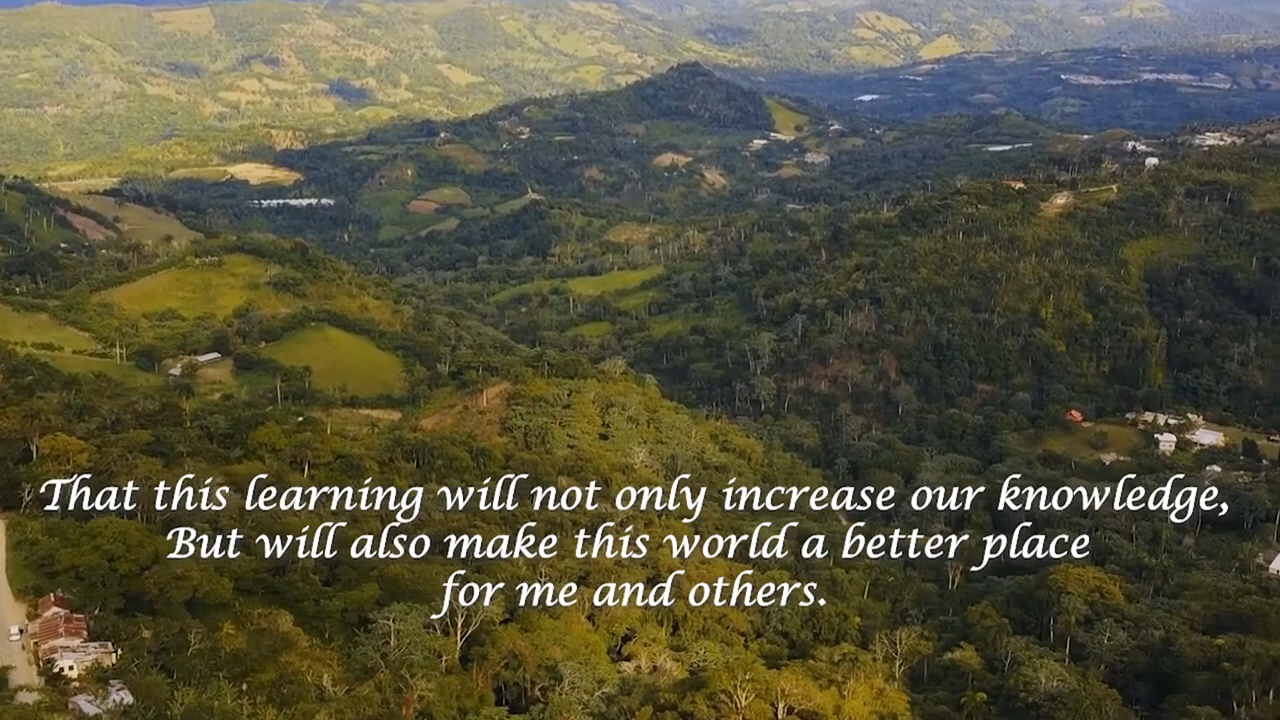 That this learning will not only increase our knowledge,
But will also make this world a better place
for me and others.